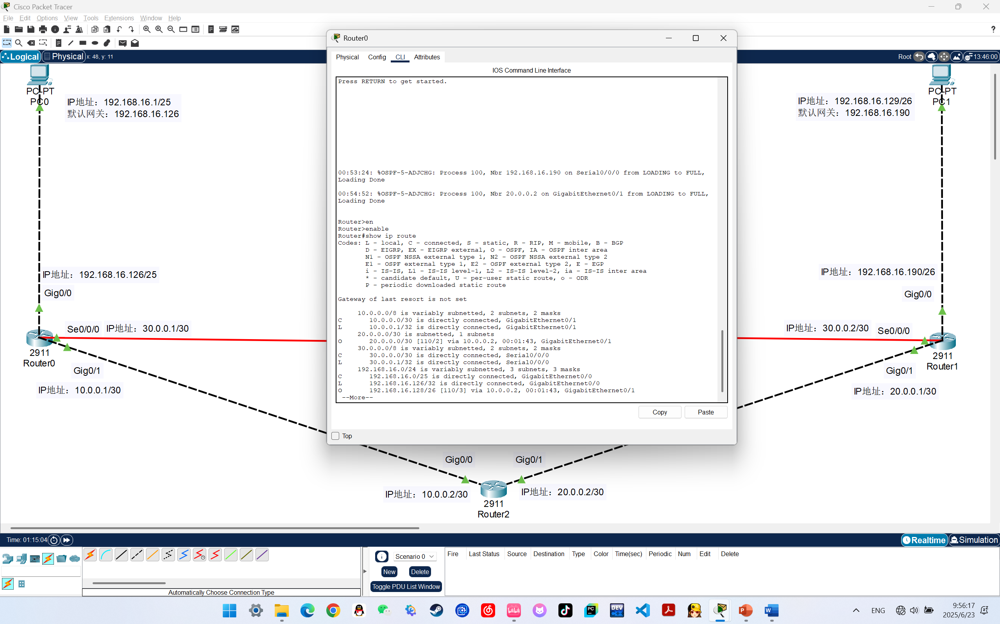 Cisco Packet Tracer
File Edit Options View Tools Extensions Window Help
Logical Physical x: 48, y: 11
Root 13:46:00
PC-PT
PC0
IP地址：192.168.16.1/25
默认网关：192.168.16.126
PC-PT
PC1
IP地址：192.168.16.129/26
默认网关：192.168.16.190
IP地址：192.168.16.126/25
Gig0/0
Se0/0/0 IP地址：30.0.0.1/30
2911
Router0
Gig0/1
IP地址：10.0.0.1/30
IP地址：192.168.16.190/26
Gig0/0
IP地址：30.0.0.2/30 Se0/0/0
2911
Router1
Gig0/1
IP地址：20.0.0.1/30
Router0
Physical Config CLI Attributes
IOS Command Line Interface
Press RETURN to get started.
00:53:24: %OSPF-5-ADJCHG: Process 100, Nbr 192.168.16.190 on Serial0/0/0 from LOADING to FULL,
Loading Done
00:54:52: %OSPF-5-ADJCHG: Process 100, Nbr 20.0.0.2 on GigabitEthernet0/1 from LOADING to FULL,
Loading Done
Router>en
Router>enable
Router#show ip route
Codes: L - local, C - connected, S - static, R - RIP, M - mobile, B - BGP
D - EIGRP, EX - EIGRP external, O - OSPF, IA - OSPF inter area
N1 - OSPF NSSA external type 1, N2 - OSPF NSSA external type 2
E1 - OSPF external type 1, E2 - OSPF external type 2, E - EGP
i - IS-IS, L1 - IS-IS level-1, L2 - IS-IS level-2, ia - IS-IS inter area
* - candidate default, U - per-user static route, o - ODR
P - periodic downloaded static route
Gateway of last resort is not set
10.0.0.0/8 is variably subnetted, 2 subnets, 2 masks
C 10.0.0.0/30 is directly connected, GigabitEthernet0/1
L 10.0.0.1/32 is directly connected, GigabitEthernet0/1
20.0.0.0/30 is subnetted, 1 subnets
O 20.0.0.0/30 [110/2] via 10.0.0.2, 00:01:43, GigabitEthernet0/1
30.0.0.0/8 is variably subnetted, 2 subnets, 2 masks
C 30.0.0.0/30 is directly connected, Serial0/0/0
L 30.0.0.1/32 is directly connected, Serial0/0/0
192.168.16.0/24 is variably subnetted, 3 subnets, 3 masks
C 192.168.16.0/25 is directly connected, GigabitEthernet0/0
L 192.168.16.126/32 is directly connected, GigabitEthernet0/0
O 192.168.16.128/26 [110/3] via 10.0.0.2, 00:01:43, GigabitEthernet0/1
--More--
Copy Paste
Top
Gig0/0 Gig0/1
IP地址：10.0.0.2/30 IP地址：20.0.0.2/30
2911
Router2
Time: 01:15:04
Realtime Simulation
Scenario 0
New Delete
Toggle PDU List Window
Fire Last Status Source Destination Type Color Time(sec) Periodic Num Edit Delete
Automatically Choose Connection Type
bilibili
PC
DEV C++
P
W
ENG
9:56:17
2025/6/23